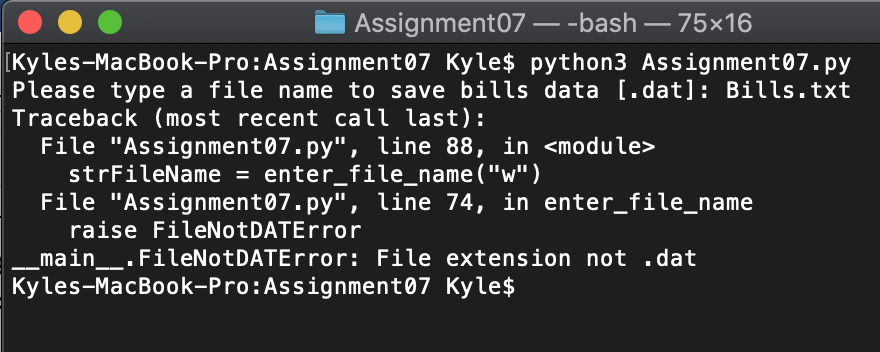 Assignment07 — -bash — 75×16
[Kyles-MacBook-Pro:Assignment07 Kyle$ python3 Assignment07.py
Please type a file name to save bills data [.dat]: Bills.txt
Traceback (most recent call last):
  File "Assignment07.py", line 88, in <module>
    strFileName = enter_file_name("w")
  File "Assignment07.py", line 74, in enter_file_name
    raise FileNotDATError
__main__.FileNotDATError: File extension not .dat
Kyles-MacBook-Pro:Assignment07 Kyle$